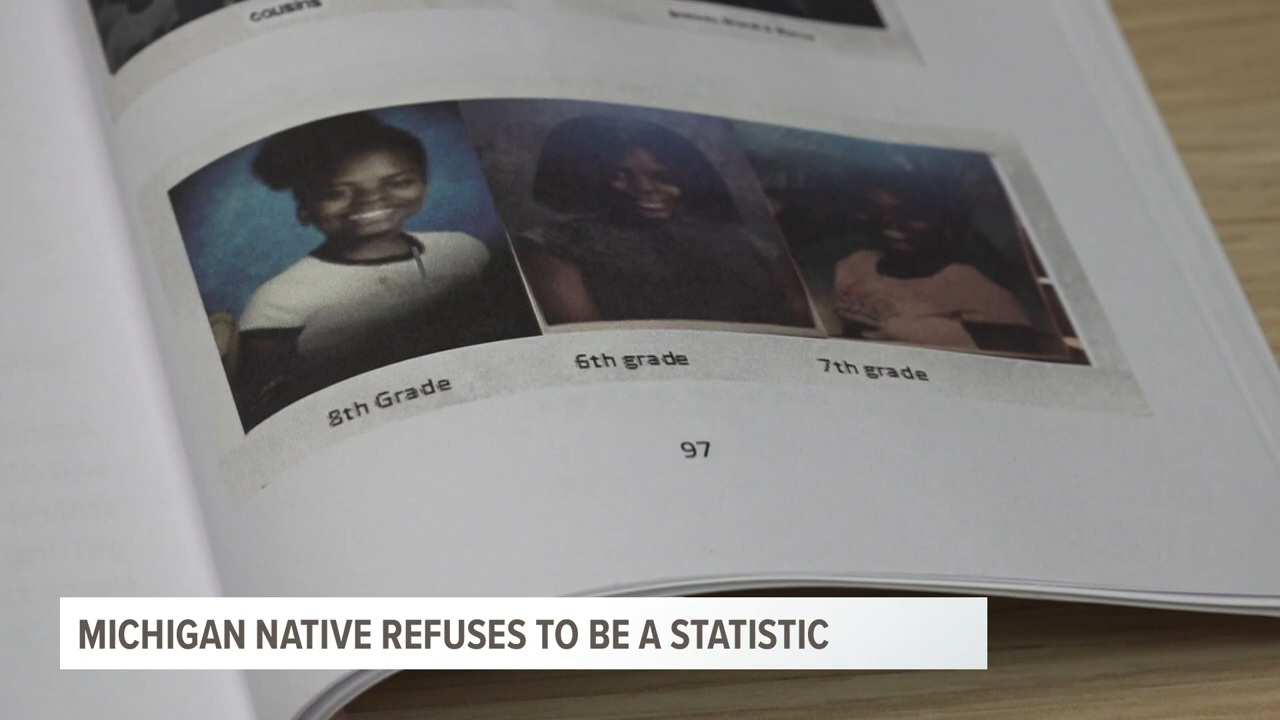 cousins
8th Grade
6th grade
7th grade
97
MICHIGAN NATIVE REFUSES TO BE A STATISTIC